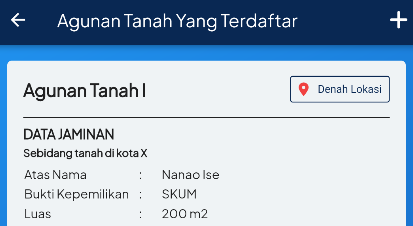 Agunan Tanah Yang Terdaftar
Agunan Tanah I
Denah Lokasi
DATA JAMINAN
Sebidang tanah di kota X
Atas Nama : Nanao Ise
Bukti Kepemilikan : SKUM
Luas : 200 m2